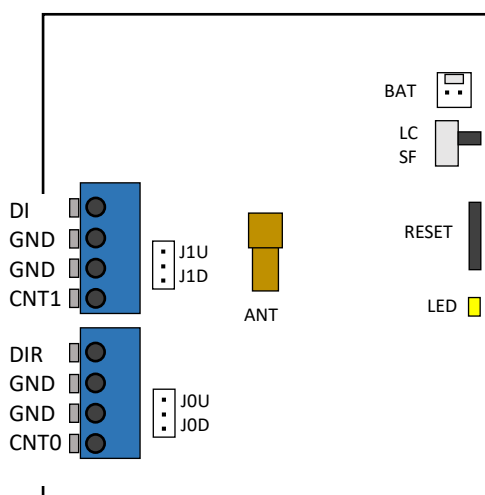 BAT
LC
SF
DI
GND
GND
CNT1
J1U
J1D
RESET
ANT
LED
DIR
GND
GND
CNT0
J0U
J0D